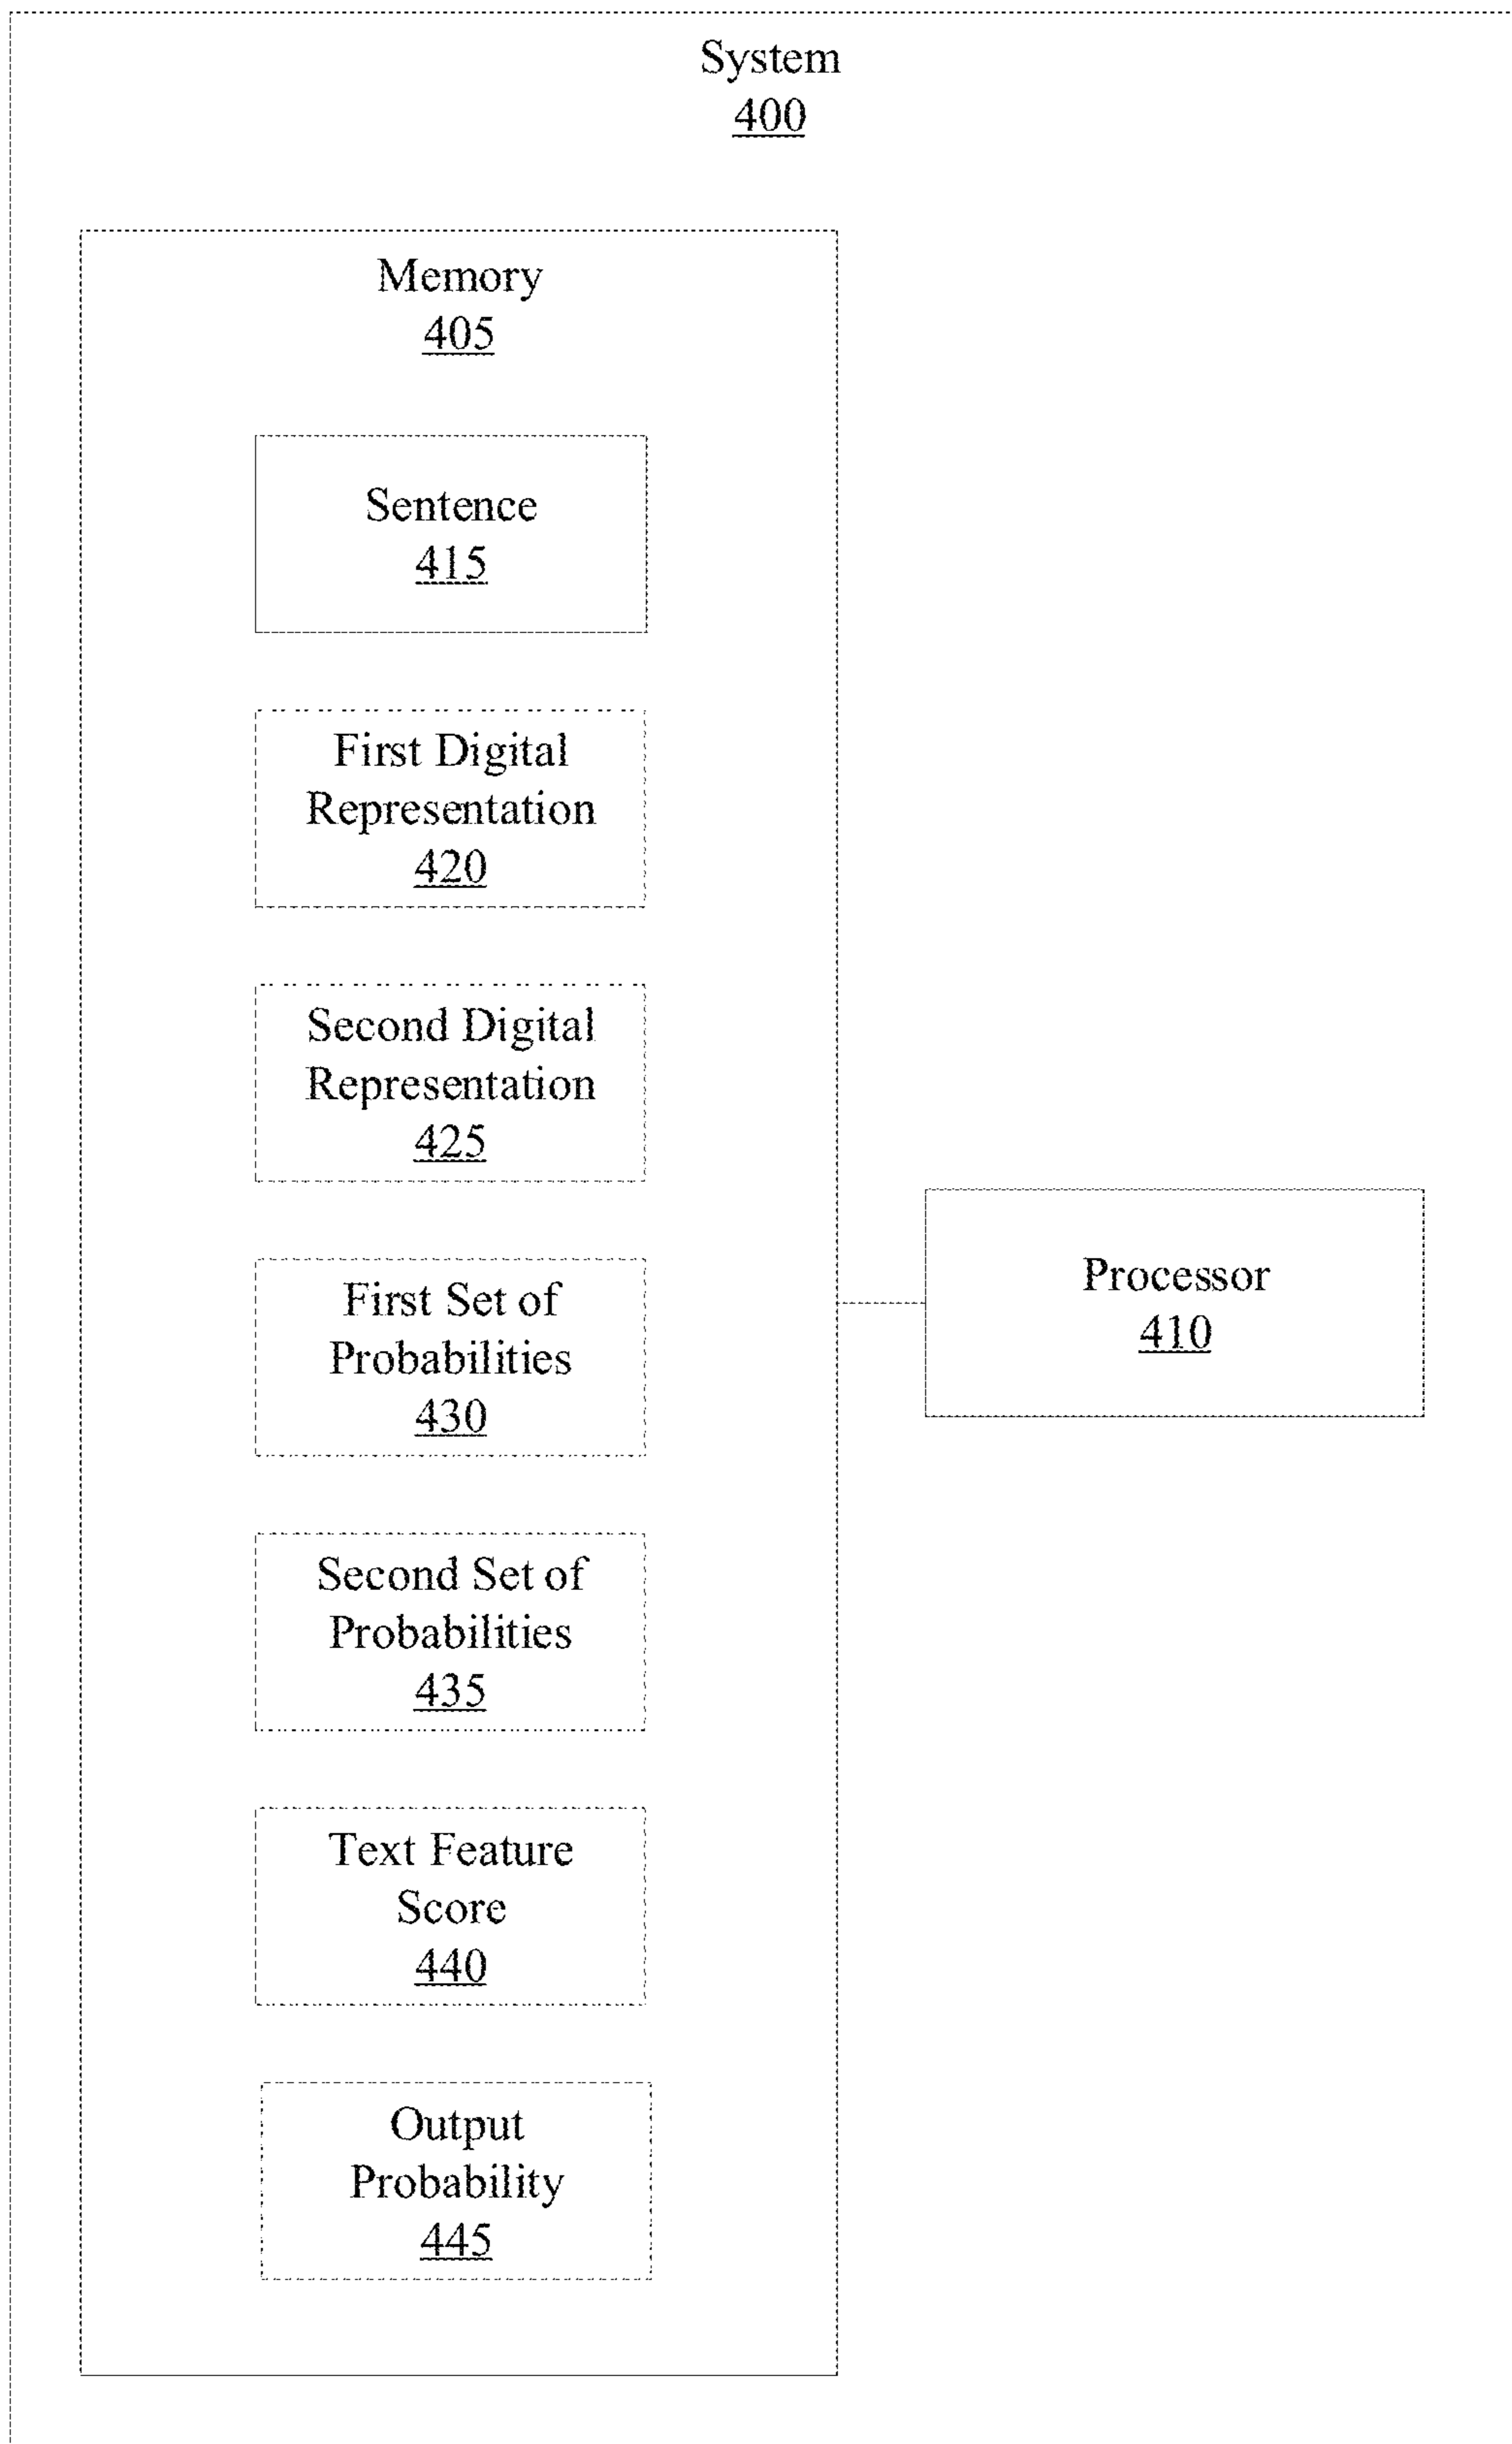 System
400
Memory
405
Sentence
415
First Digital
Representation
420
Second Digital
Representation
425
First Set of
Probabilities
430
Second Set of
Probabilities
435
Text Feature
Score
440
Output
Probability
445
Processor
410